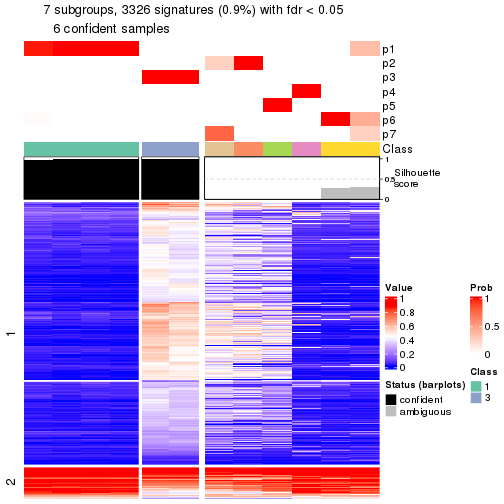 7 subgroups, 3326 signatures (0.9%) with fdr < 0.05
6 confident samples
p1
p2
p3
p4
p5
p6
p7
Class
1
0.5
0
Silhouette
score
1
2
Value
1
0.8
0.6
0.4
0.2
0
Prob
1
0.5
0
Status (barplots)
confident
ambiguous
Class
1
3